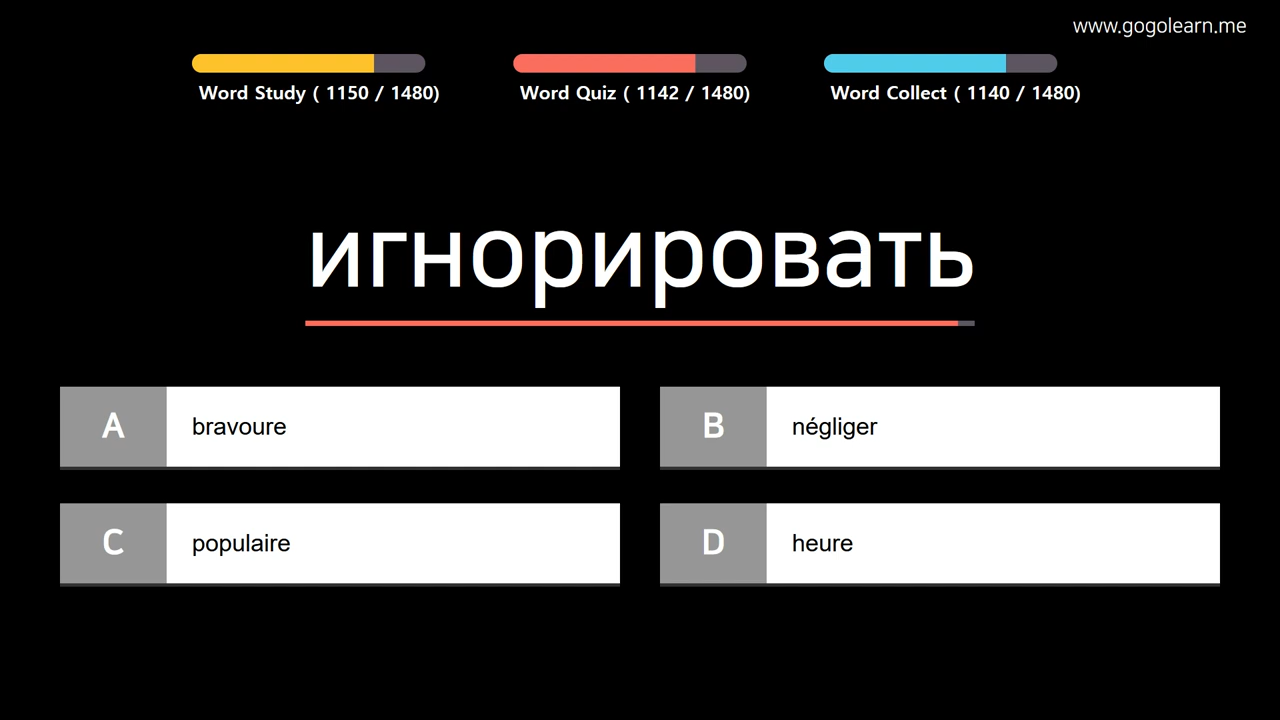 www.gogolearn.me
Word Study ( 1150 / 1480)
Word Quiz ( 1142 / 1480)
Word Collect ( 1140 / 1480)
игнорировать
A bravoure
B négliger
C populaire
D heure